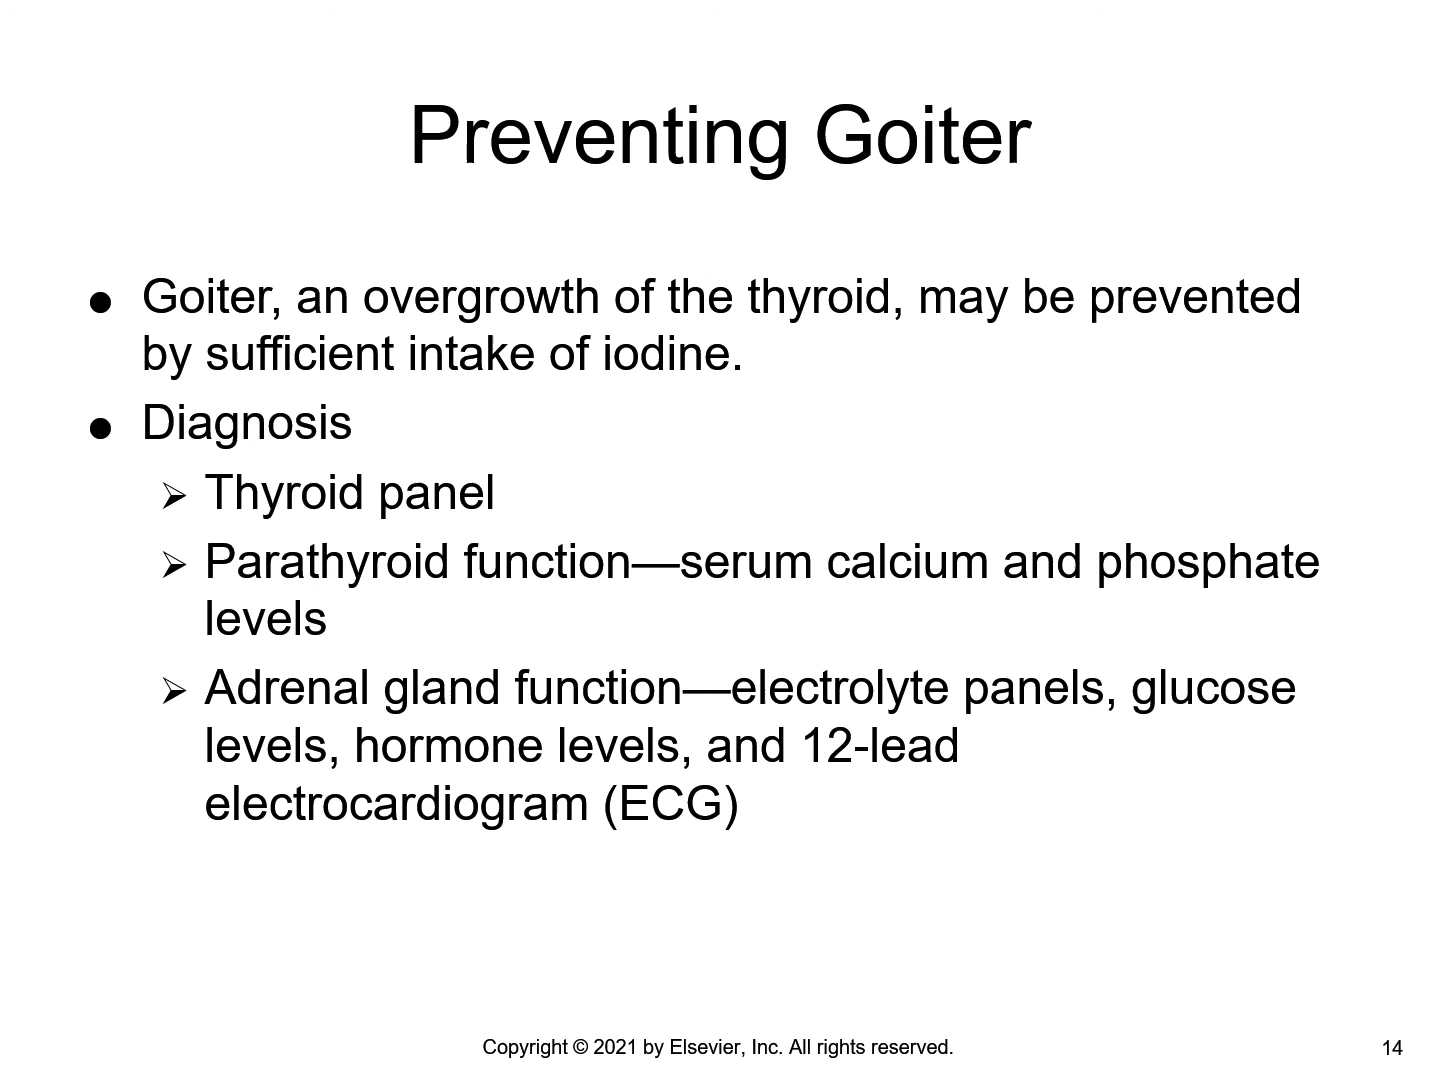 Preventing Goiter
● Goiter, an overgrowth of the thyroid, may be prevented
by sufficient intake of iodine.
● Diagnosis
➢ Thyroid panel
➢ Parathyroid function—serum calcium and phosphate
levels
➢ Adrenal gland function—electrolyte panels, glucose
levels, hormone levels, and 12-lead
electrocardiogram (ECG)
Copyright © 2021 by Elsevier, Inc. All rights reserved.
14